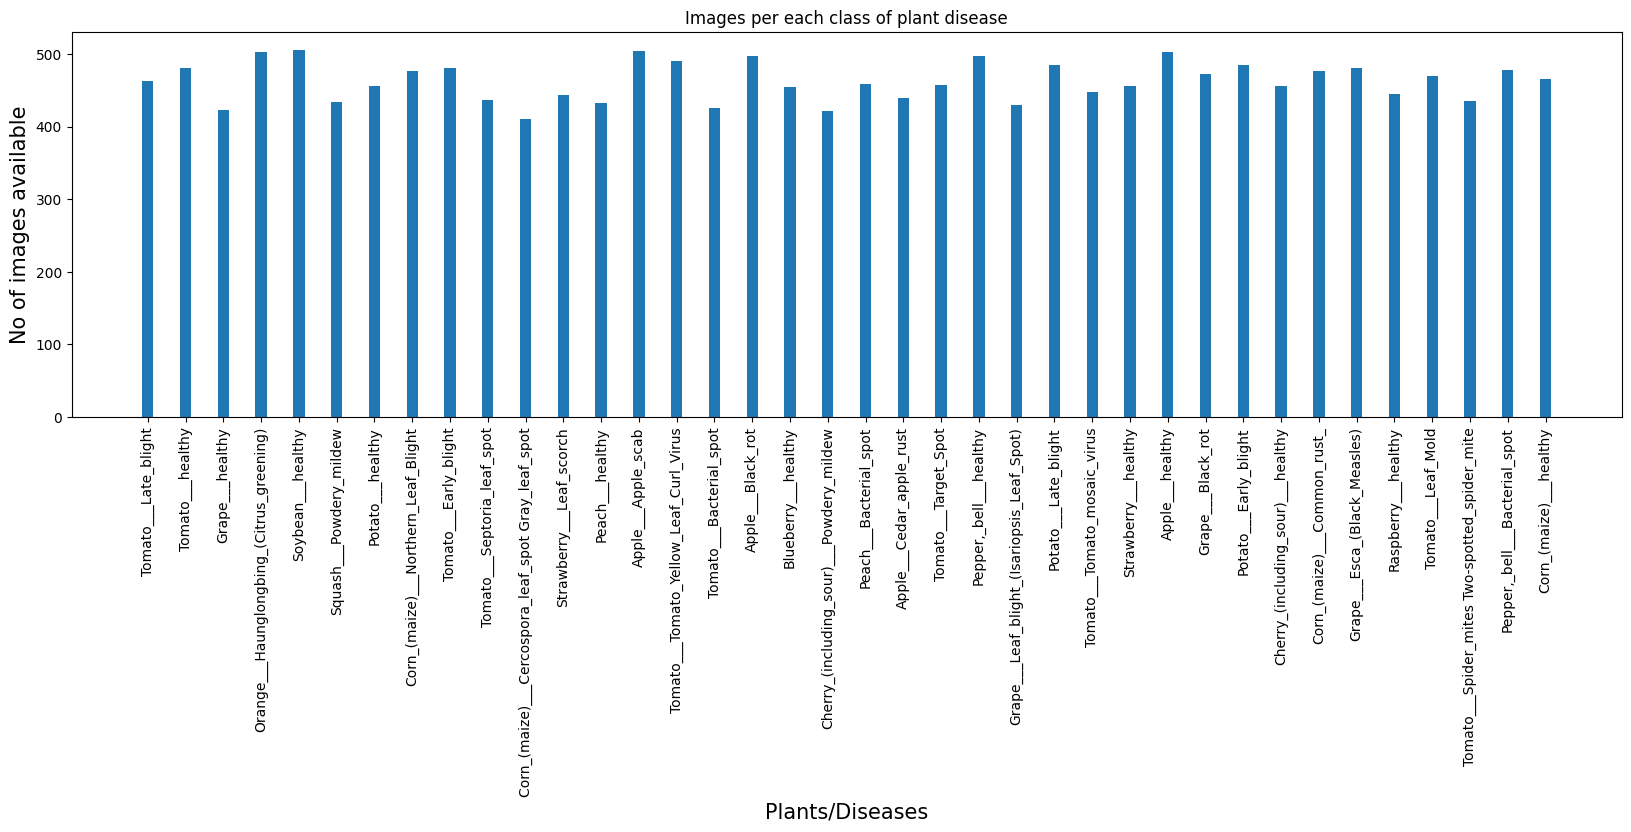 Images per each class of plant disease
No of images available
500
400
300
200
100
0
Tomato___Late_blight
Tomato___healthy
Grape___healthy
Orange___Haunglongbing_(Citrus_greening)
Soybean___healthy
Squash___Powdery_mildew
Potato___healthy
Corn_(maize)___Northern_Leaf_Blight
Tomato___Early_blight
Tomato___Septoria_leaf_spot
Corn_(maize)___Cercospora_leaf_spot Gray_leaf_spot
Strawberry___Leaf_scorch
Peach___healthy
Apple___Apple_scab
Tomato___Tomato_Yellow_Leaf_Curl_Virus
Tomato___Bacterial_spot
Apple___Black_rot
Blueberry___healthy
Cherry_(including_sour)___Powdery_mildew
Peach___Bacterial_spot
Apple___Cedar_apple_rust
Tomato___Target_Spot
Pepper,_bell___healthy
Grape___Leaf_blight_(Isariopsis_Leaf_Spot)
Potato___Late_blight
Tomato___Tomato_mosaic_virus
Strawberry___healthy
Apple___healthy
Grape___Black_rot
Potato___Early_blight
Cherry_(including_sour)___healthy
Corn_(maize)___Common_rust_
Grape___Esca_(Black_Measles)
Raspberry___healthy
Tomato___Leaf_Mold
Tomato___Spider_mites Two-spotted_spider_mite
Pepper,_bell___Bacterial_spot
Corn_(maize)___healthy
Plants/Diseases